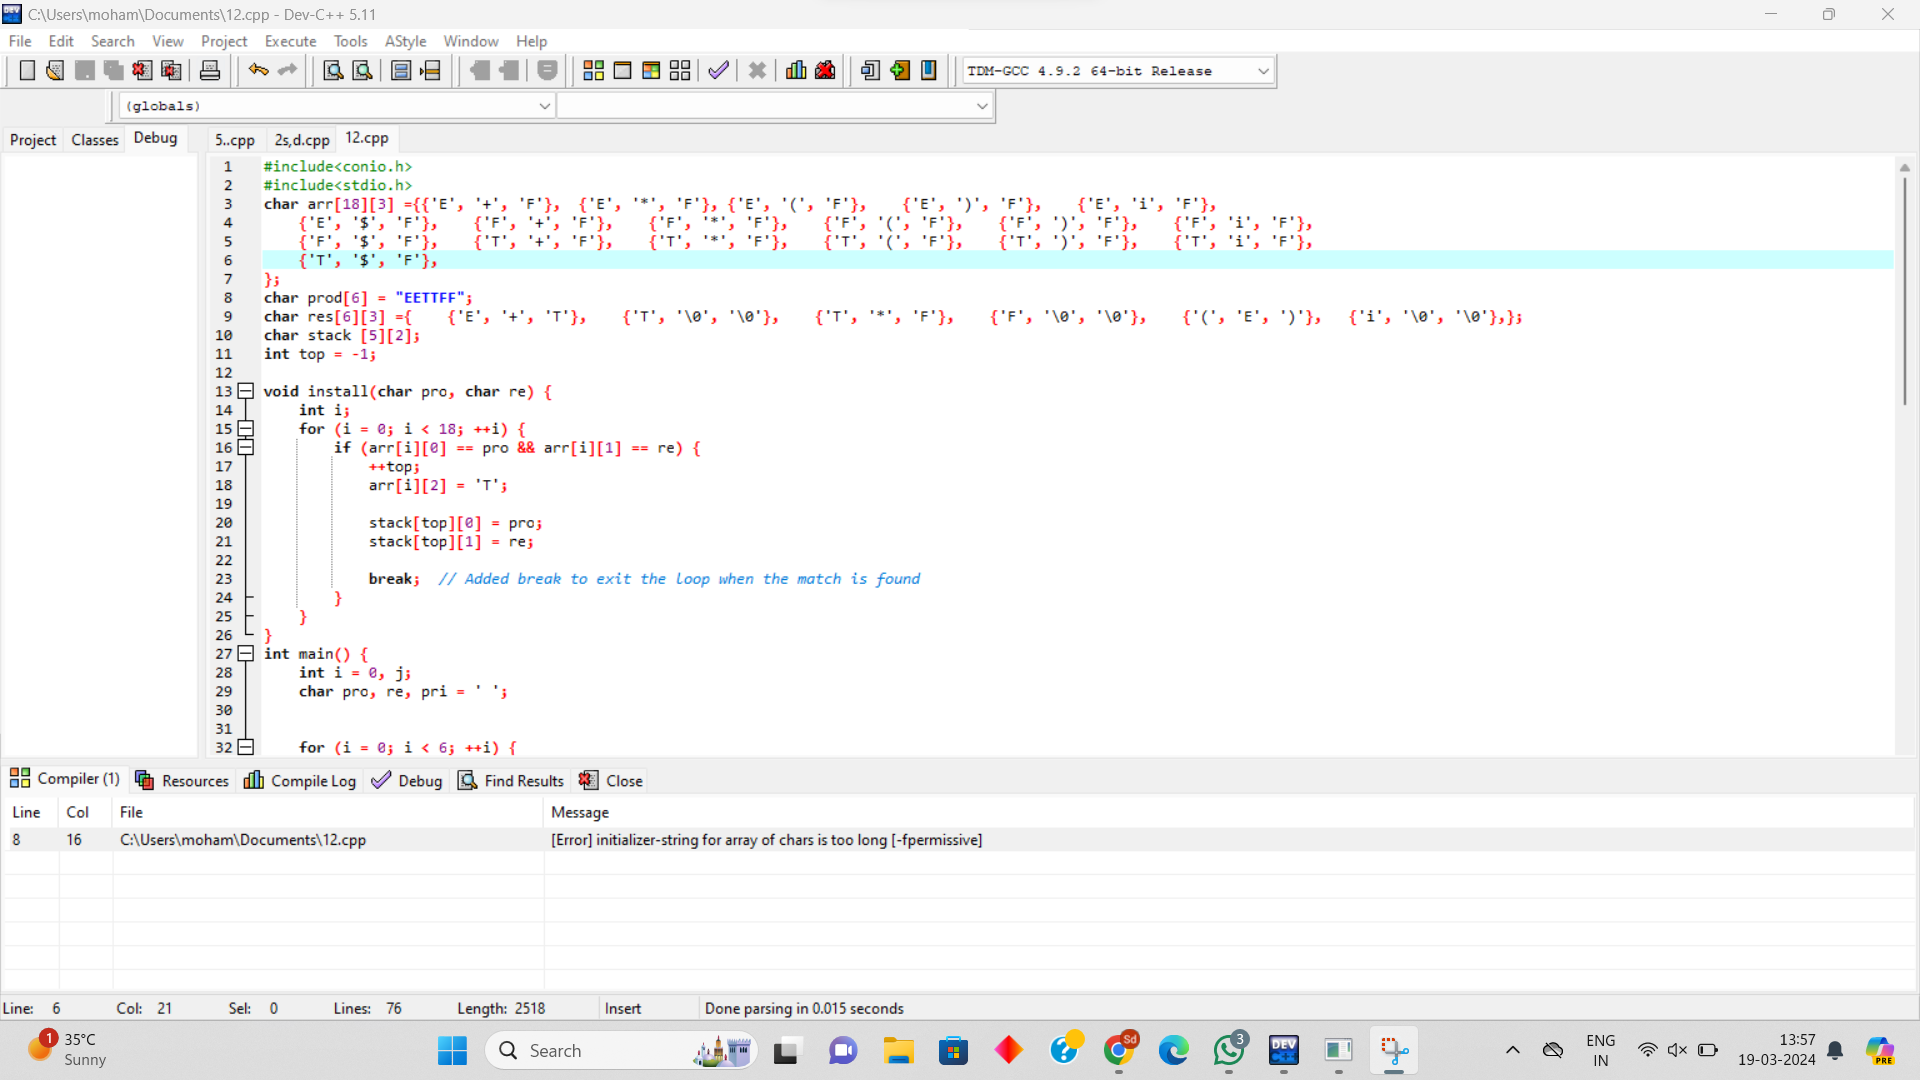 C:\Users\moham\Documents\12.cpp - Dev-C++ 5.11
File Edit Search View Project Execute Tools AStyle Window Help
TDM-GCC 4.9.2 64-bit Release
(globals)
Project Classes Debug 5..cpp 2s,d.cpp 12.cpp
1 #include<conio.h>
2 #include<stdio.h>
3 char arr[18][3] ={{'E', '+', 'F'}, {'E', '*', 'F'}, {'E', '(', 'F'}, {'E', ')', 'F'}, {'E', 'i', 'F'},
4 {'E', '$', 'F'}, {'F', '+', 'F'}, {'F', '*', 'F'}, {'F', '(', 'F'}, {'F', ')', 'F'}, {'F', 'i', 'F'},
5 {'F', '$', 'F'}, {'T', '+', 'F'}, {'T', '*', 'F'}, {'T', '(', 'F'}, {'T', ')', 'F'}, {'T', 'i', 'F'},
6 {'T', '$', 'F'},
7 };
8 char prod[6] = "EETTFF";
9 char res[6][3] ={ {'E', '+', 'T'}, {'T', '\0', '\0'}, {'T', '*', 'F'}, {'F', '\0', '\0'}, {'(', 'E', ')'}, {'i', '\0', '\0'},};
10 char stack [5][2];
11 int top = -1;
12
13 void install(char pro, char re) {
14 int i;
15 for (i = 0; i < 18; ++i) {
16 if (arr[i][0] == pro && arr[i][1] == re) {
17 ++top;
18 arr[i][2] = 'T';
19
20 stack[top][0] = pro;
21 stack[top][1] = re;
22
23 break; // Added break to exit the loop when the match is found
24 }
25 }
26 }
27 int main() {
28 int i = 0, j;
29 char pro, re, pri = ' ';
30
31
32 for (i = 0; i < 6; ++i) {
Compiler (1) Resources Compile Log Debug Find Results Close
Line Col File Message
8 16 C:\Users\moham\Documents\12.cpp [Error] initializer-string for array of chars is too long [-fpermissive]
Line: 6 Col: 21 Sel: 0 Lines: 76 Length: 2518 Insert Done parsing in 0.015 seconds
1 35°C
Sunny
Search
Sd
3
DEV
ENG
IN
13:57
19-03-2024
PRE